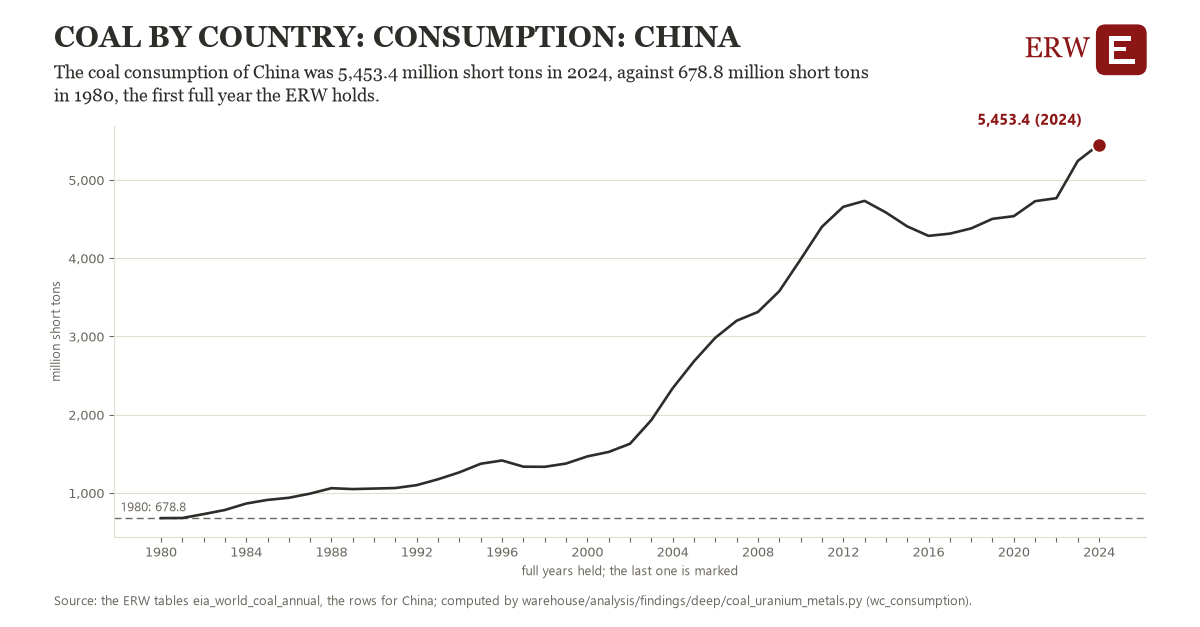 COAL BY COUNTRY: CONSUMPTION: CHINA
The coal consumption of China was 5,453.4 million short tons in 2024, against 678.8 million short tons
in 1980, the first full year the ERW holds.
ERW E
5,453.4 (2024)
5,000
4,000
3,000
2,000
1,000
million short tons
1980: 678.8
1980 1984 1988 1992 1996 2000 2004 2008 2012 2016 2020 2024
full years held; the last one is marked
Source: the ERW tables eia_world_coal_annual, the rows for China; computed by warehouse/analysis/findings/deep/coal_uranium_metals.py (wc_consumption).